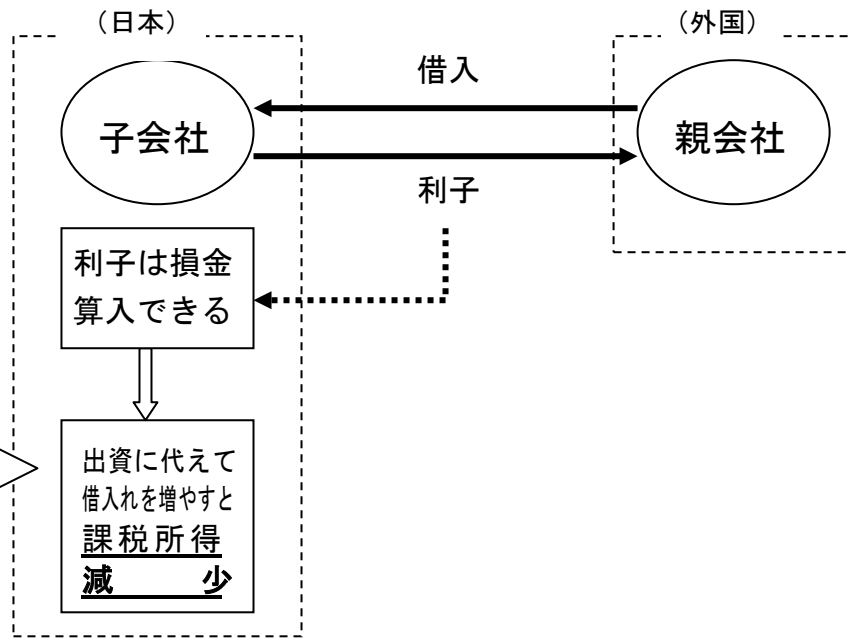 （日本）
（外国）
借入
子会社
親会社
利子
利子は損金
算入できる
出資に代えて
借入れを増やすと
課税所得
減　　少